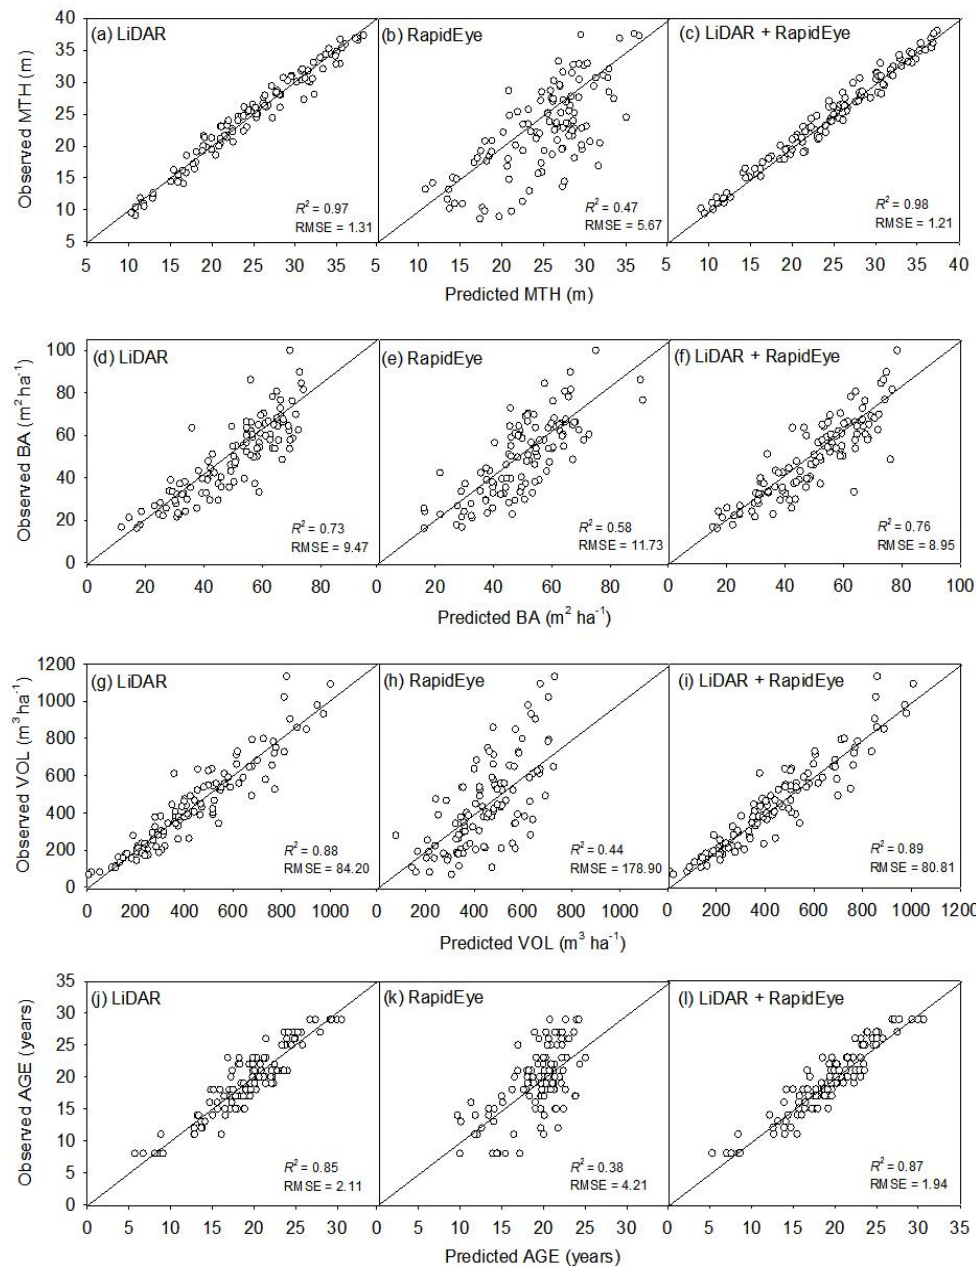 40
35
30
25
20
15
10
5
Observed MTH (m)
(a) LiDAR
R² = 0.97
RMSE = 1.31
(b) RapidEye
R² = 0.47
RMSE = 5.67
(c) LiDAR + RapidEye
R² = 0.98
RMSE = 1.21
5 10 15 20 25 30 35 5 10 15 20 25 30 35 5 10 15 20 25 30 35 40
Predicted MTH (m)
100
80
60
40
20
0
Observed BA (m² ha⁻¹)
(d) LiDAR
R² = 0.73
RMSE = 9.47
(e) RapidEye
R² = 0.58
RMSE = 11.73
(f) LiDAR + RapidEye
R² = 0.76
RMSE = 8.95
0 20 40 60 80 0 20 40 60 80 0 20 40 60 80 100
Predicted BA (m² ha⁻¹)
1200
1000
800
600
400
200
0
Observed VOL (m³ ha⁻¹)
(g) LiDAR
R² = 0.88
RMSE = 84.20
(h) RapidEye
R² = 0.44
RMSE = 178.90
(i) LiDAR + RapidEye
R² = 0.89
RMSE = 80.81
0 200 400 600 800 1000 0 200 400 600 800 1000 0 200 400 600 800 1000 1200
Predicted VOL (m³ ha⁻¹)
35
30
25
20
15
10
5
0
Observed AGE (years)
(j) LiDAR
R² = 0.85
RMSE = 2.11
(k) RapidEye
R² = 0.38
RMSE = 4.21
(l) LiDAR + RapidEye
R² = 0.87
RMSE = 1.94
0 5 10 15 20 25 30 0 5 10 15 20 25 30 0 5 10 15 20 25 30 35
Predicted AGE (years)